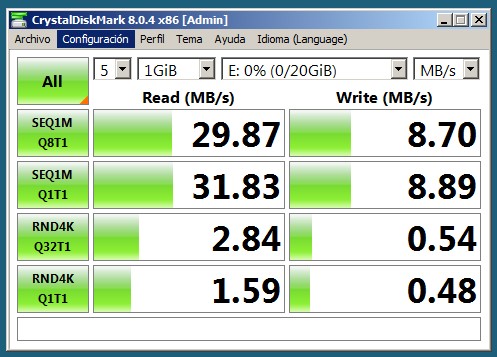 CrystalDiskMark 8.0.4 x86 [Admin]
Archivo Configuración Perfil Tema Ayuda Idioma (Language)
All 5 1GiB E: 0% (0/20GiB) MB/s
Read (MB/s) Write (MB/s)
SEQ1M
Q8T1
29.87 8.70
SEQ1M
Q1T1
31.83 8.89
RND4K
Q32T1
2.84 0.54
RND4K
Q1T1
1.59 0.48